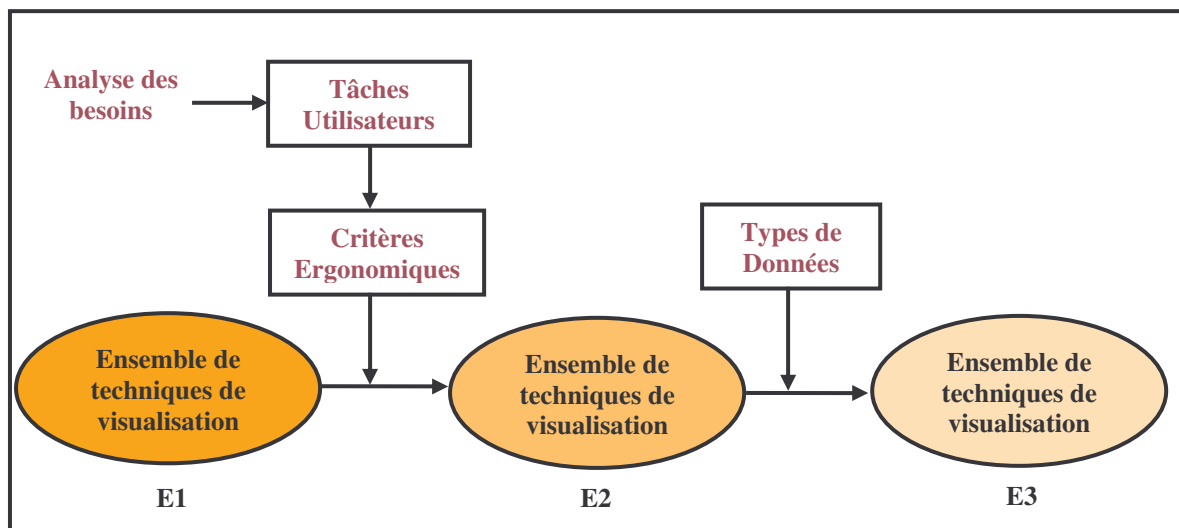 Analyse des
besoins
Tâches
Utilisateurs
Critères
Ergonomiques
Types de
Données
Ensemble de
techniques de
visualisation
Ensemble de
techniques de
visualisation
Ensemble de
techniques de
visualisation
E1
E2
E3